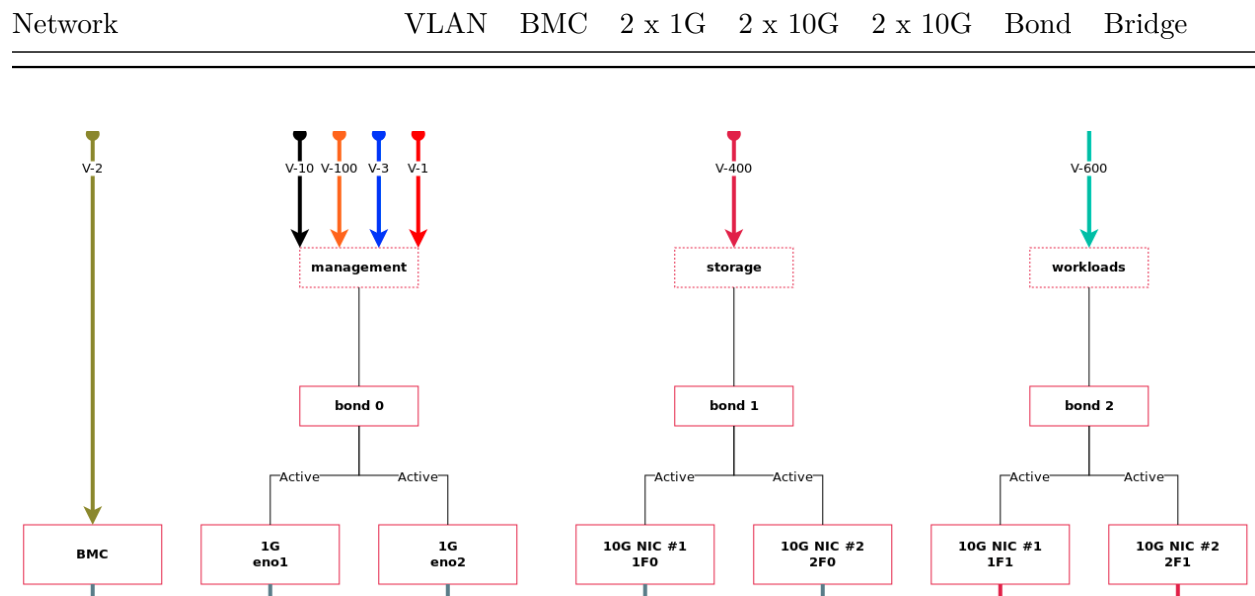 Network VLAN BMC 2 x 1G 2 x 10G 2 x 10G Bond Bridge
V-2 V-10 V-100 V-3 V-1 V-400 V-600
management storage workloads
bond 0 bond 1 bond 2
Active Active Active Active Active Active
BMC
1G
eno1
1G
eno2
10G NIC #1
1F0
10G NIC #2
2F0
10G NIC #1
1F1
10G NIC #2
2F1